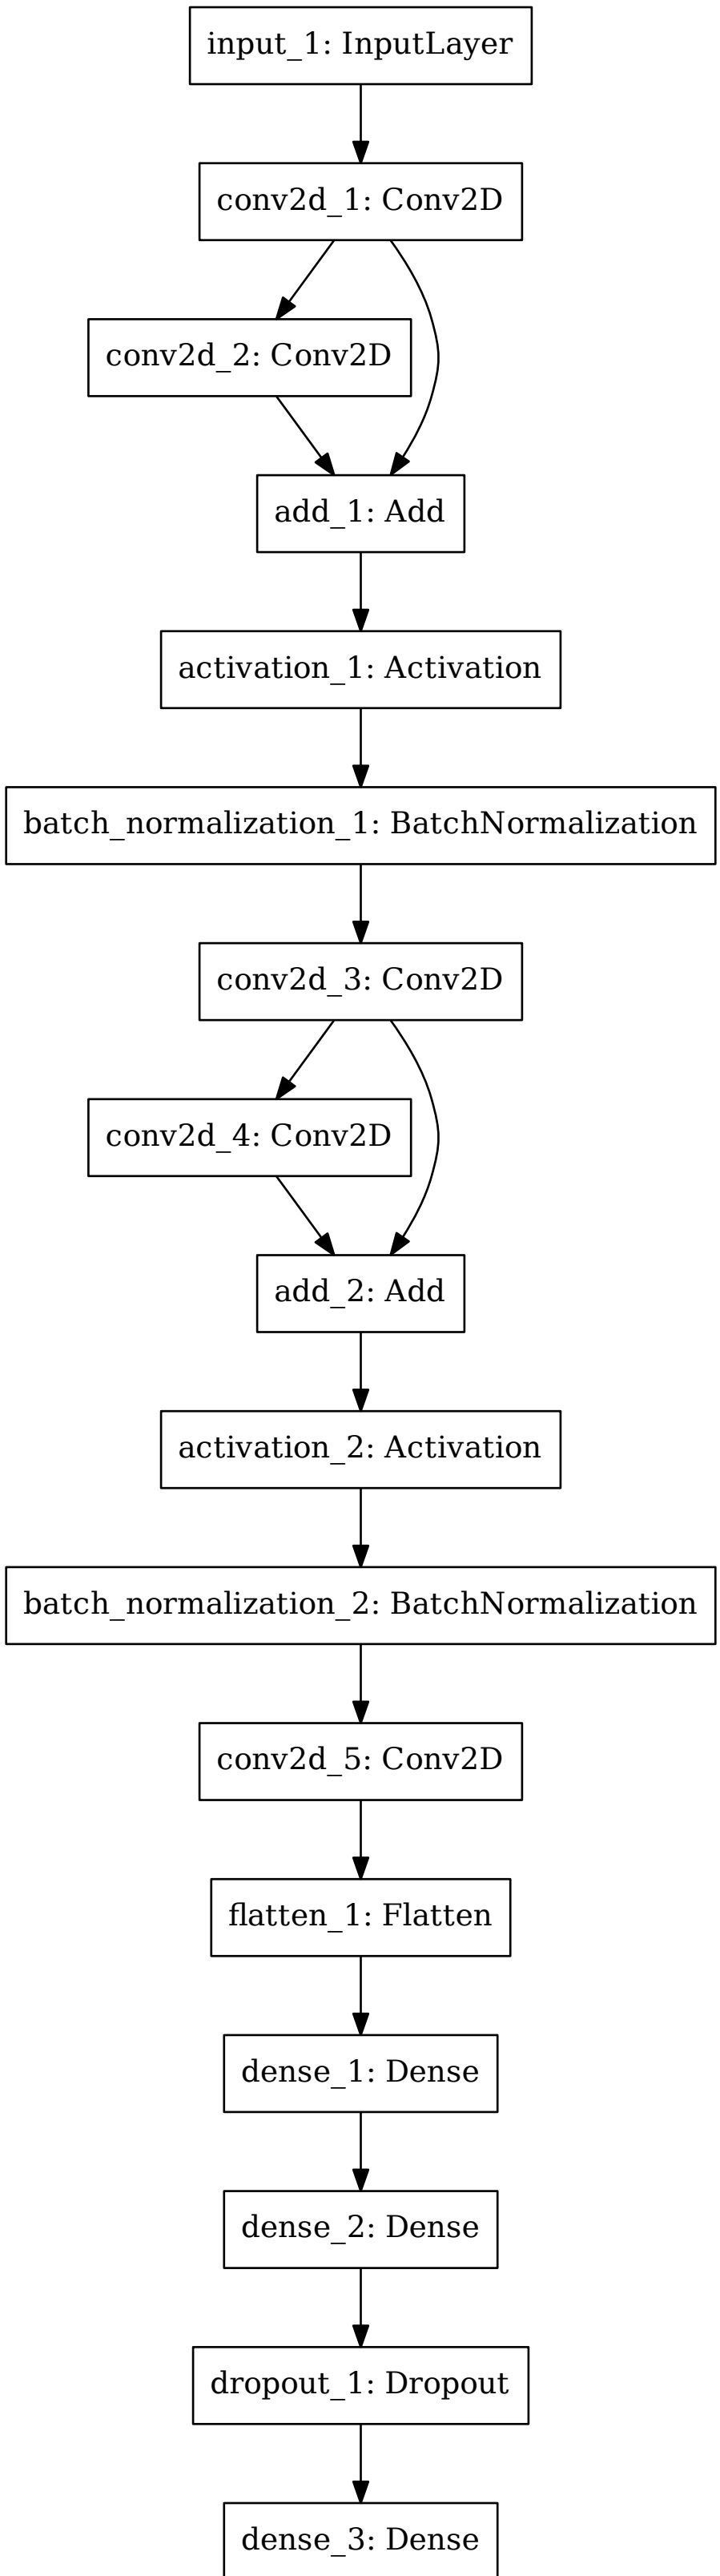 input_1: InputLayer
conv2d_1: Conv2D
conv2d_2: Conv2D
add_1: Add
activation_1: Activation
batch_normalization_1: BatchNormalization
conv2d_3: Conv2D
conv2d_4: Conv2D
add_2: Add
activation_2: Activation
batch_normalization_2: BatchNormalization
conv2d_5: Conv2D
flatten_1: Flatten
dense_1: Dense
dense_2: Dense
dropout_1: Dropout
dense_3: Dense